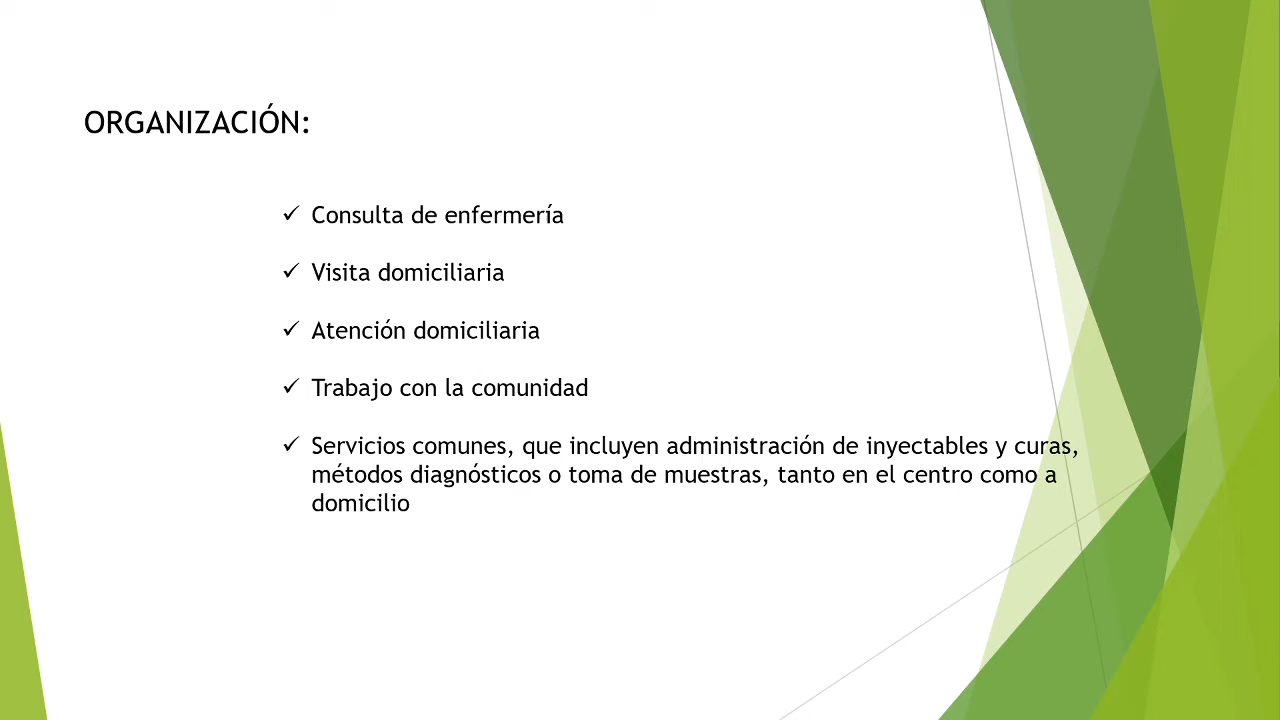 ORGANIZACIÓN:
✓ Consulta de enfermería
✓ Visita domiciliaria
✓ Atención domiciliaria
✓ Trabajo con la comunidad
✓ Servicios comunes, que incluyen administración de inyectables y curas,
métodos diagnósticos o toma de muestras, tanto en el centro como a
domicilio